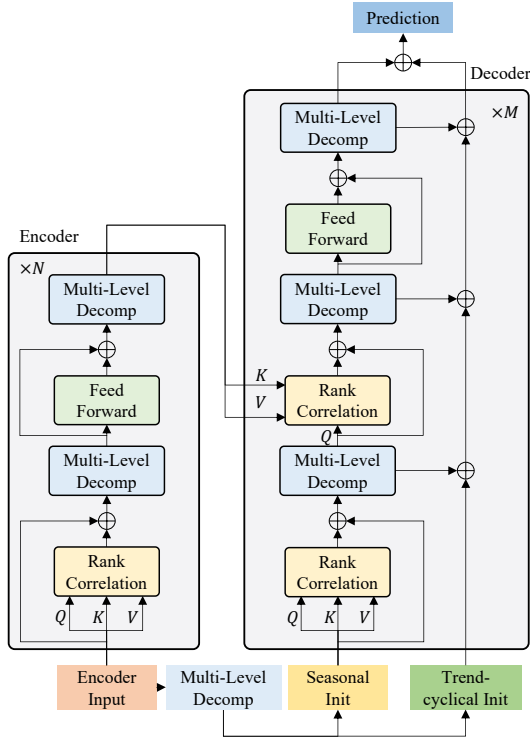 Prediction
Decoder
×M
Multi-Level
Decomp
Feed
Forward
Multi-Level
Decomp
K
V
Rank
Correlation
Q
Multi-Level
Decomp
Rank
Correlation
Q
K
V
Encoder
×N
Multi-Level
Decomp
Feed
Forward
Multi-Level
Decomp
Rank
Correlation
Q
K
V
Encoder
Input
Multi-Level
Decomp
Seasonal
Init
Trend-
cyclical Init